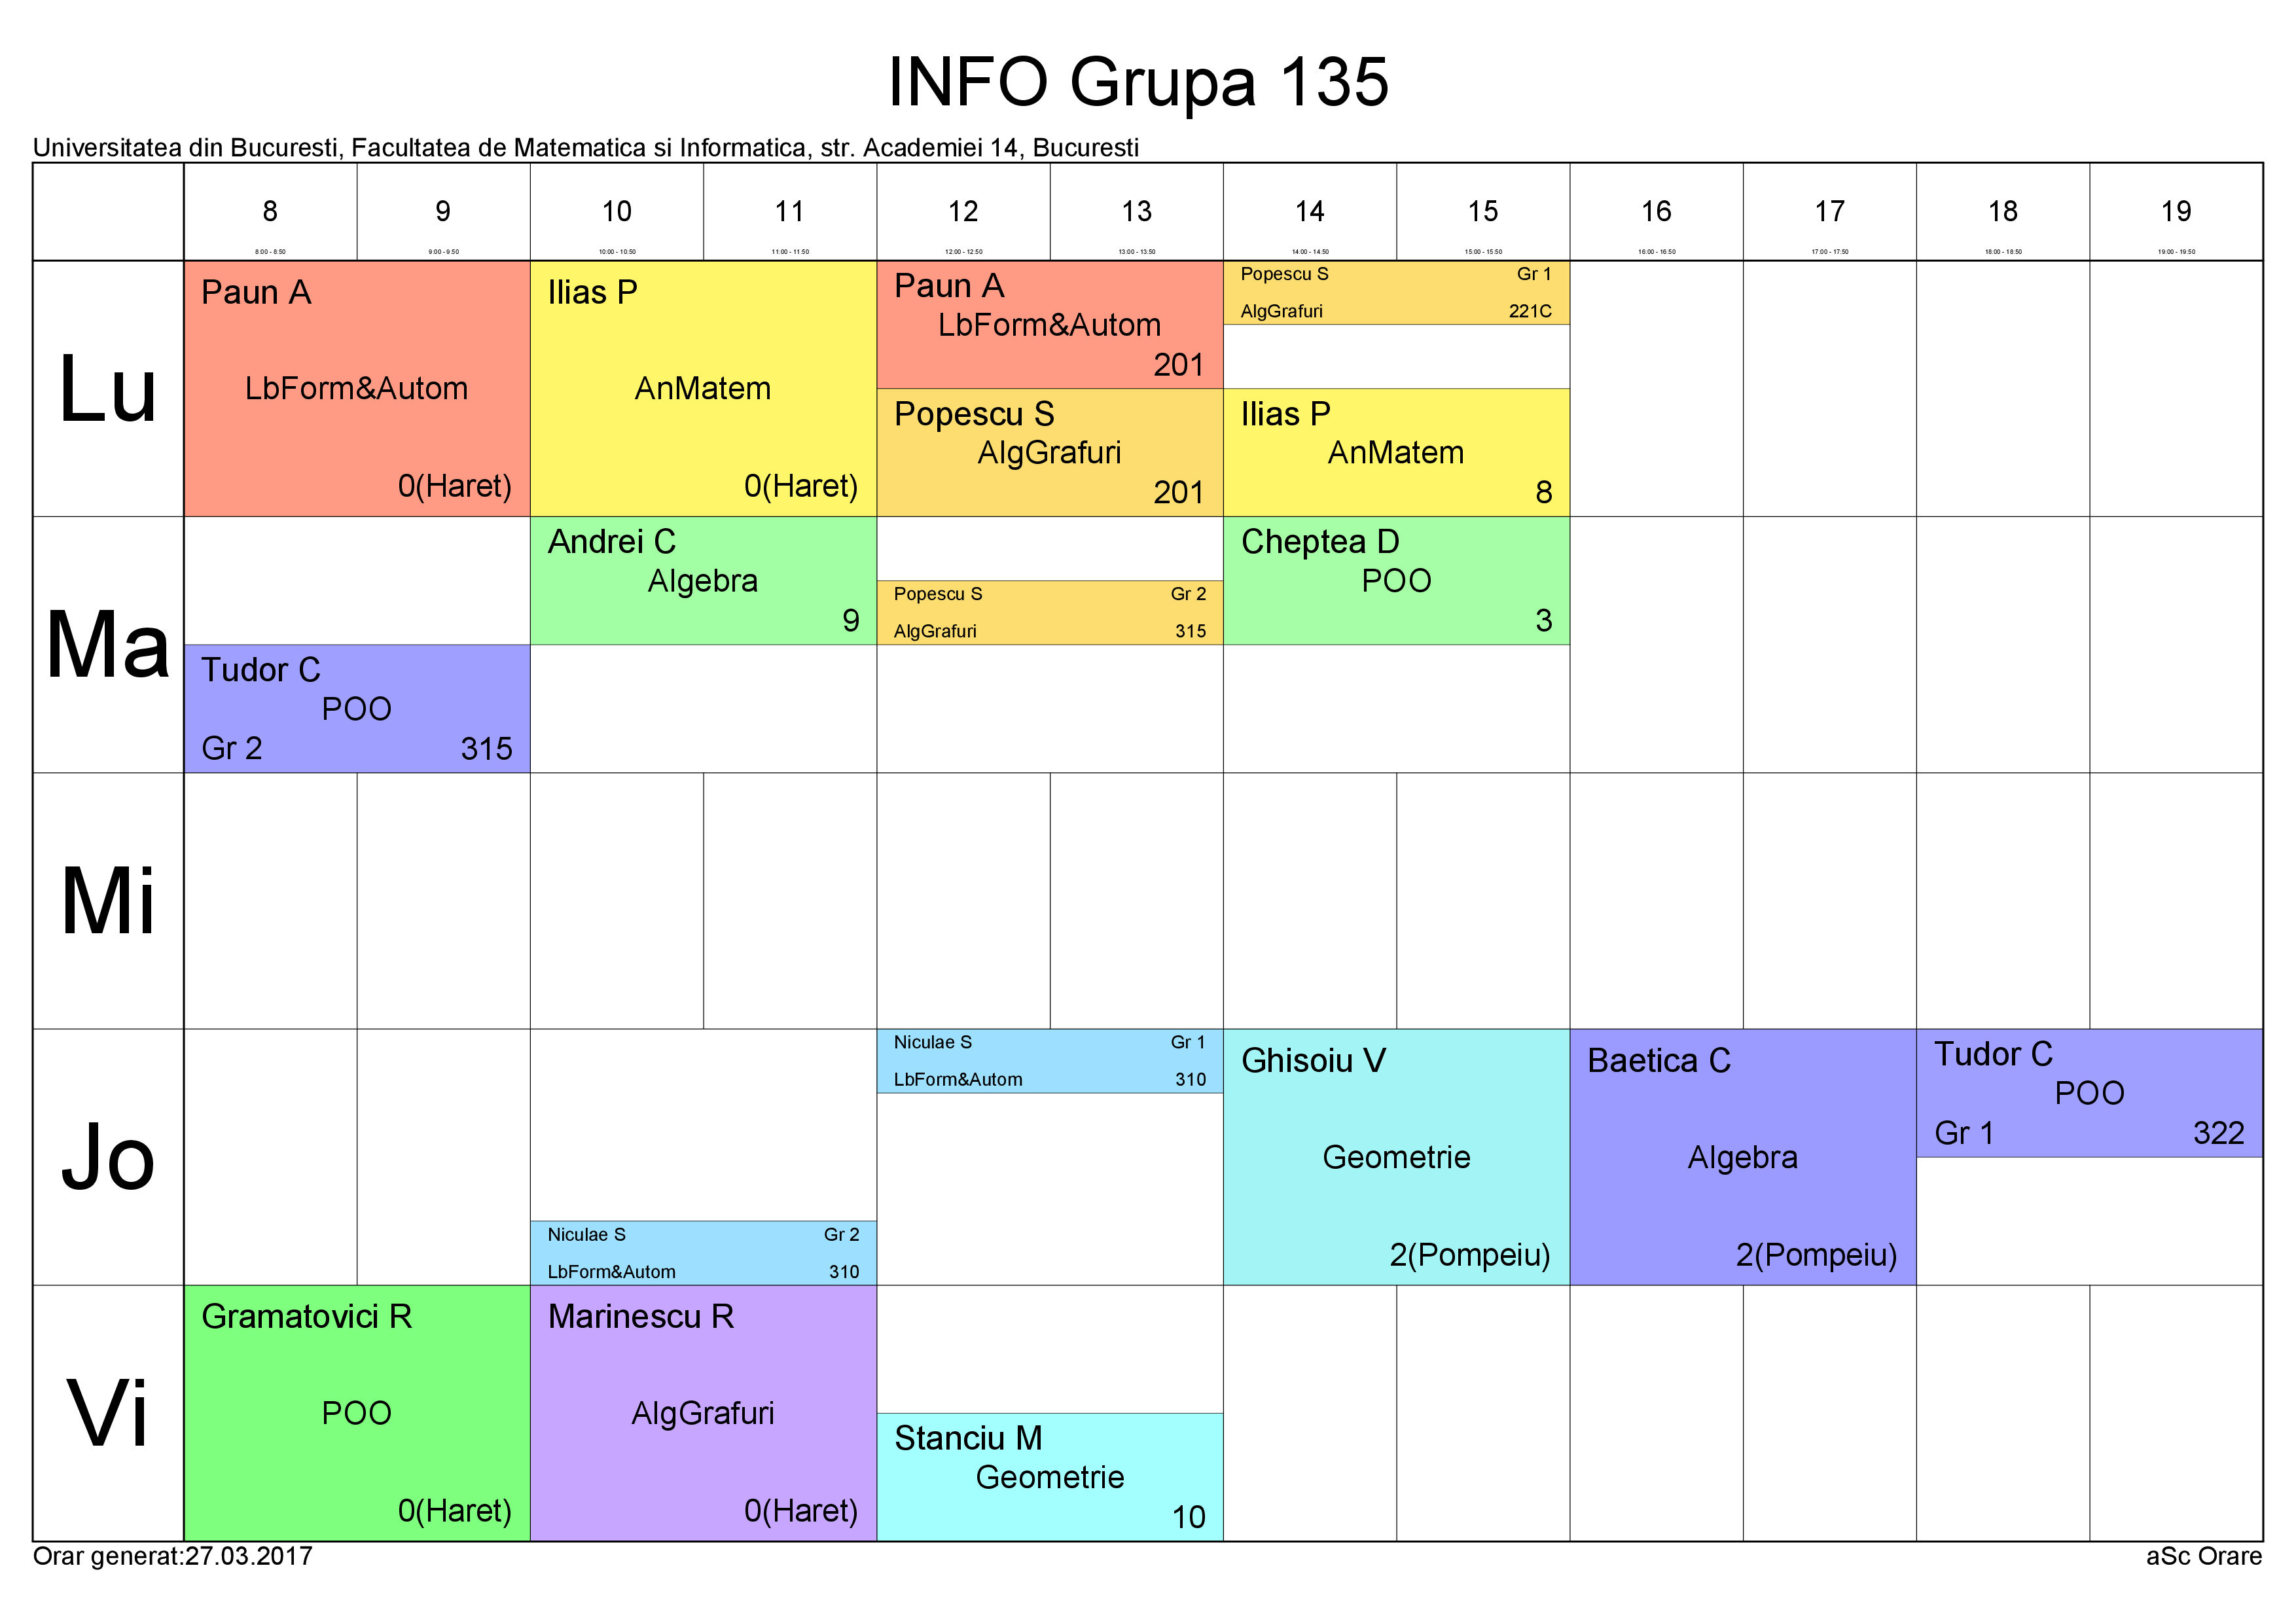 INFO Grupa 135
Universitatea din Bucuresti, Facultatea de Matematica si Informatica, str. Academiei 14, Bucuresti
8 9 10 11 12 13 14 15 16 17 18 19
8:00 - 8:50 9:00 - 9:50 10:00 - 10:50 11:00 - 11:50 12:00 - 12:50 13:00 - 13:50 14:00 - 14:50 15:00 - 15:50 16:00 - 16:50 17:00 - 17:50 18:00 - 18:50 19:00 - 19:50
Lu
Paun A
LbForm&Autom
0(Haret)
Ilias P
AnMatem
0(Haret)
Paun A
LbForm&Autom
201
Popescu S
AlgGrafuri
201
Popescu S Gr 1
AlgGrafuri 221C
Ilias P
AnMatem
8
Ma
Tudor C
POO
Gr 2 315
Andrei C
Algebra
9
Popescu S Gr 2
AlgGrafuri 315
Cheptea D
POO
3
Mi
Jo
Niculae S Gr 2
LbForm&Autom 310
Niculae S Gr 1
LbForm&Autom 310
Ghisoiu V
Geometrie
2(Pompeiu)
Baetica C
Algebra
2(Pompeiu)
Tudor C
POO
Gr 1 322
Vi
Gramatovici R
POO
0(Haret)
Marinescu R
AlgGrafuri
0(Haret)
Stanciu M
Geometrie
10
Orar generat:27.03.2017
aSc Orare